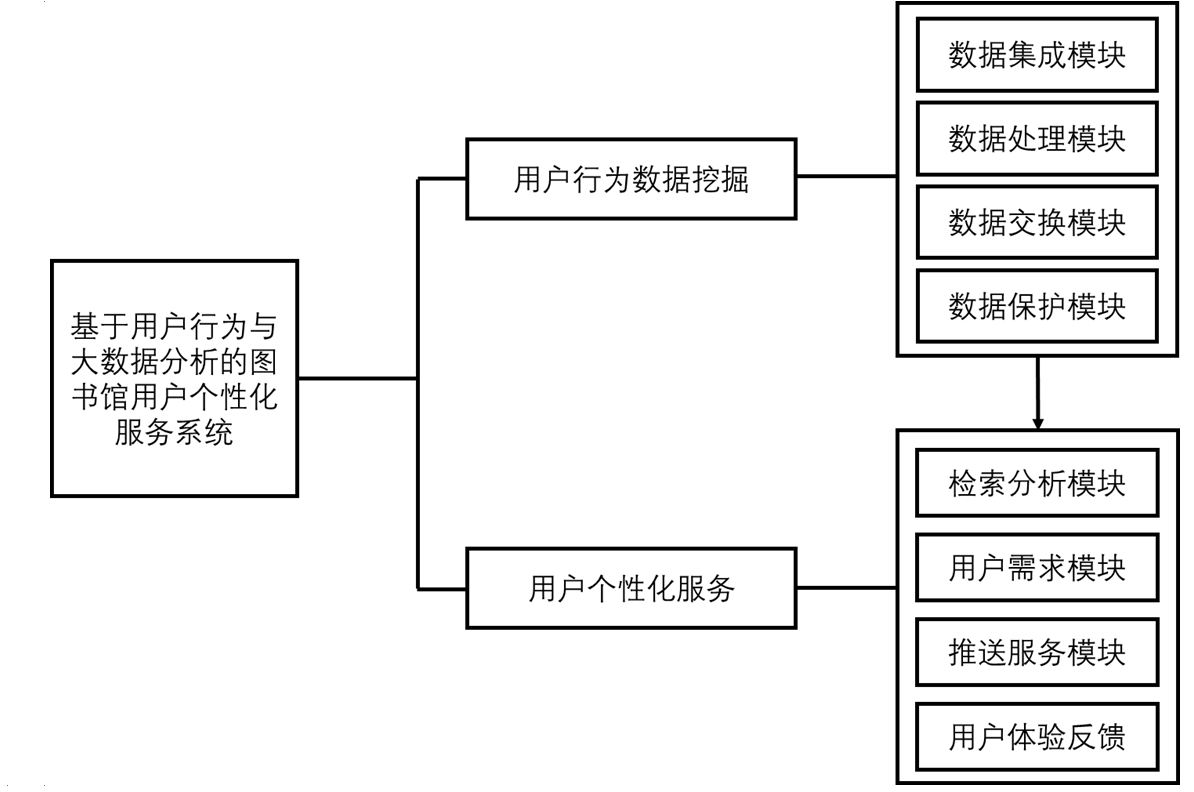 基于用户行为与
大数据分析的图
书馆用户个性化
服务系统
用户行为数据挖掘
数据集成模块
数据处理模块
数据交换模块
数据保护模块
用户个性化服务
检索分析模块
用户需求模块
推送服务模块
用户体验反馈